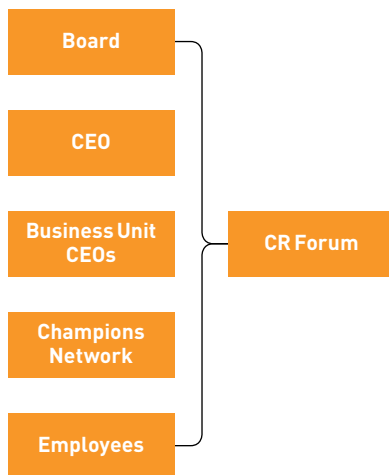 Board
CEO
Business Unit
CEOs
CR Forum
Champions
Network
Employees